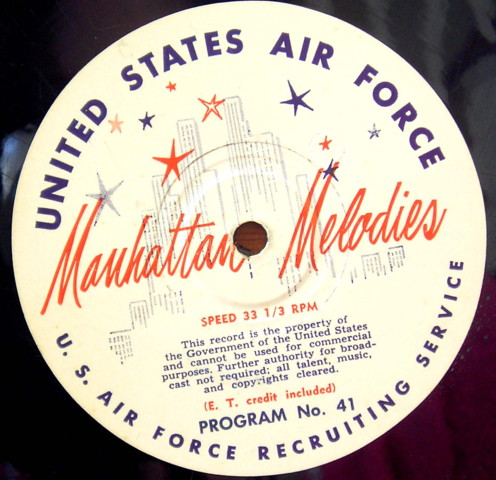 UNITED STATES AIR FORCE
Manhattan Melodies
SPEED 33 1/3 RPM
This record is the property of
the Government of the United States
and cannot be used for commercial
purposes. Further authority for broad-
cast not required; all talent, music,
and copyrights cleared.
(E. T. credit included)
PROGRAM No. 41
U. S. AIR FORCE RECRUITING SERVICE